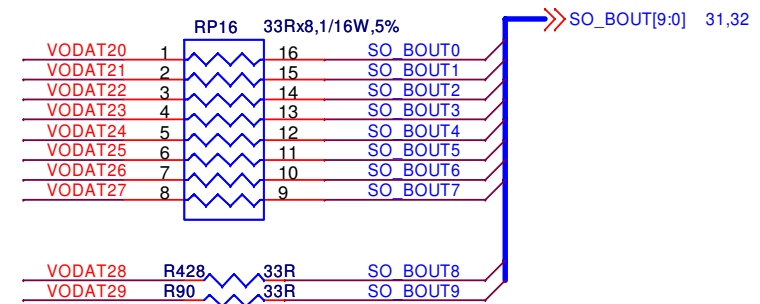 SO_BOUT[9:0] 31,32
RP16 33Rx8,1/16W,5%
VODAT20 1 16 SO_BOUT0
VODAT21 2 15 SO_BOUT1
VODAT22 3 14 SO_BOUT2
VODAT23 4 13 SO_BOUT3
VODAT24 5 12 SO_BOUT4
VODAT25 6 11 SO_BOUT5
VODAT26 7 10 SO_BOUT6
VODAT27 8 9 SO_BOUT7
VODAT28 R428 33R SO_BOUT8
VODAT29 R90 33R SO_BOUT9